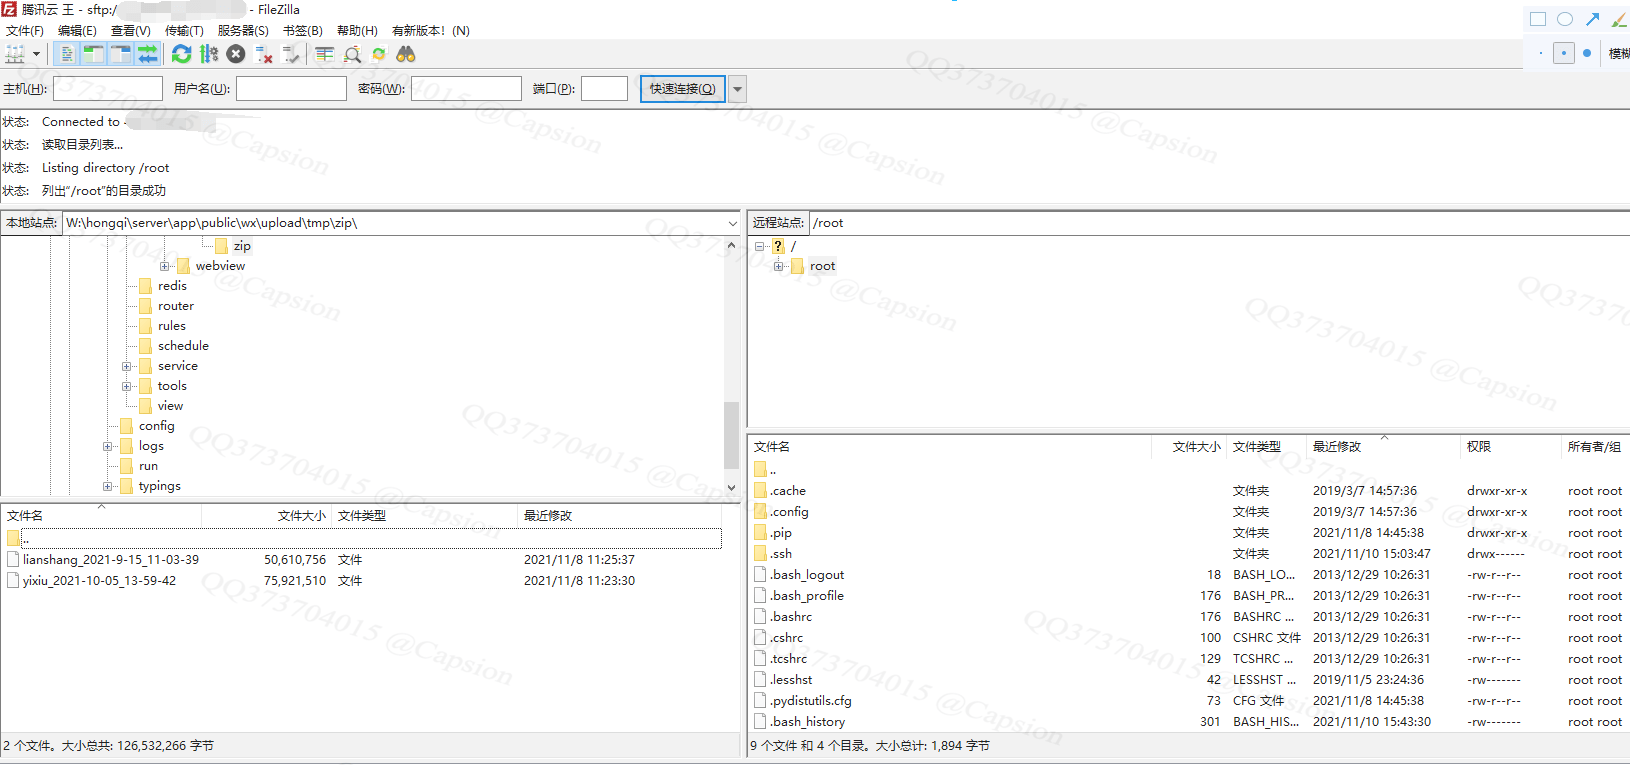 腾讯云 王 - sftp:/ - FileZilla
文件(F) 编辑(E) 查看(V) 传输(T) 服务器(S) 书签(B) 帮助(H) 有新版本! (N)
模糊
主机(H): 用户名(U): 密码(W): 端口(P): 快速连接(Q)
状态: Connected to
状态: 读取目录列表...
状态: Listing directory /root
状态: 列出"/root"的目录成功
本地站点: W:\hongqi\server\app\public\wx\upload\tmp\zip\
zip
webview
redis
router
rules
schedule
service
tools
view
config
logs
run
typings
文件名 文件大小 文件类型 最近修改
..
lianshang_2021-9-15_11-03-39 50,610,756 文件 2021/11/8 11:25:37
yixiu_2021-10-05_13-59-42 75,921,510 文件 2021/11/8 11:23:30
2 个文件。大小总共: 126,532,266 字节
远程站点: /root
/
root
文件名 文件大小 文件类型 最近修改 权限 所有者/组
..
.cache 文件夹 2019/3/7 14:57:36 drwxr-xr-x root root
.config 文件夹 2019/3/7 14:57:36 drwxr-xr-x root root
.pip 文件夹 2021/11/8 14:45:38 drwxr-xr-x root root
.ssh 文件夹 2021/11/10 15:03:47 drwx------ root root
.bash_logout 18 BASH_LO... 2013/12/29 10:26:31 -rw-r--r-- root root
.bash_profile 176 BASH_PR... 2013/12/29 10:26:31 -rw-r--r-- root root
.bashrc 176 BASHRC ... 2013/12/29 10:26:31 -rw-r--r-- root root
.cshrc 100 CSHRC 文件 2013/12/29 10:26:31 -rw-r--r-- root root
.tcshrc 129 TCSHRC ... 2013/12/29 10:26:31 -rw-r--r-- root root
.lesshst 42 LESSHST ... 2019/11/5 23:24:36 -rw------- root root
.pydistutils.cfg 73 CFG 文件 2021/11/8 14:45:38 -rw-r--r-- root root
.bash_history 301 BASH_HIS... 2021/11/10 15:43:30 -rw------- root root
9 个文件 和 4 个目录。大小总计: 1,894 字节
QQ373704015 @Capsion